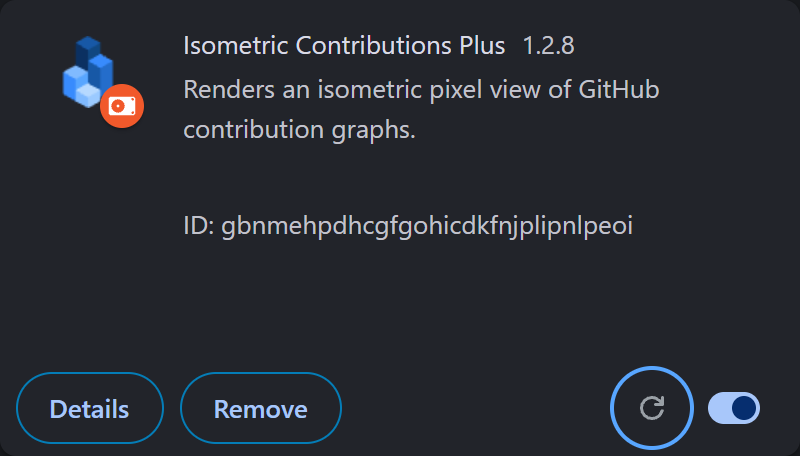 Isometric Contributions Plus 1.2.8
Renders an isometric pixel view of GitHub
contribution graphs.
ID: gbnmehpdhcgfgohicdkfnjplipnlpeoi
Details
Remove